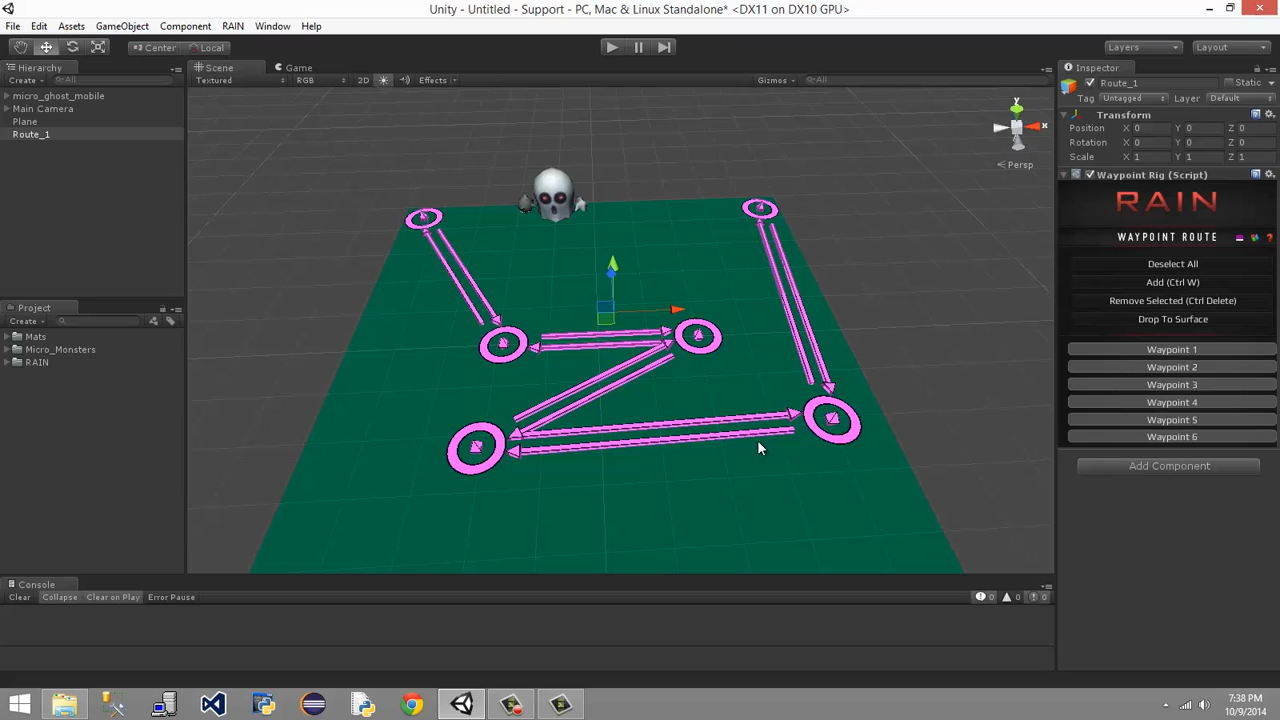 Unity - Untitled - Support - PC, Mac & Linux Standalone* <DX11 on DX10 GPU>
File Edit Assets GameObject Component RAIN Window Help
Center Local Layers Layout
Hierarchy Scene Game Inspector
Create All Textured RGB 2D Effects Gizmos All Route_1 Static
Tag Untagged Layer Default
micro_ghost_mobile
Main Camera
Plane
Route_1
y
x
Persp
Transform
Position X 0 Y 0 Z 0
Rotation X 0 Y 0 Z 0
Scale X 1 Y 1 Z 1
Waypoint Rig (Script)
RAIN
WAYPOINT ROUTE
Deselect All
Add (Ctrl W)
Remove Selected (Ctrl Delete)
Drop To Surface
Waypoint 1
Waypoint 2
Waypoint 3
Waypoint 4
Waypoint 5
Waypoint 6
Add Component
Project
Create
Mats
Micro_Monsters
RAIN
Console
Clear Collapse Clear on Play Error Pause 0 0 0
7:38 PM
10/9/2014